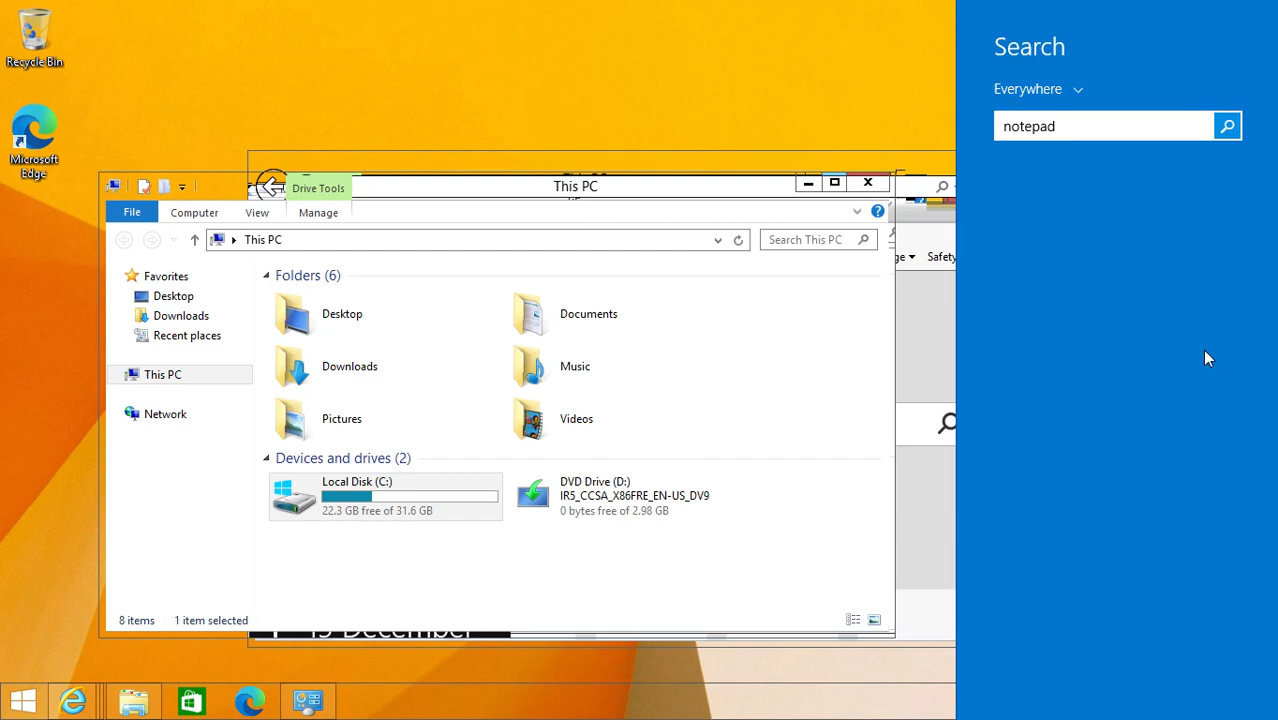 Recycle Bin
Microsoft
Edge
Drive Tools
This PC
File
Computer
View
Manage
This PC
Search This PC
Favorites
Desktop
Downloads
Recent places
This PC
Network
Folders (6)
Desktop
Documents
Downloads
Music
Pictures
Videos
Devices and drives (2)
Local Disk (C:)
22.3 GB free of 31.6 GB
DVD Drive (D:)
IR5_CCSA_X86FRE_EN-US_DV9
0 bytes free of 2.98 GB
8 items
1 item selected
Safety
Search
Everywhere
notepad